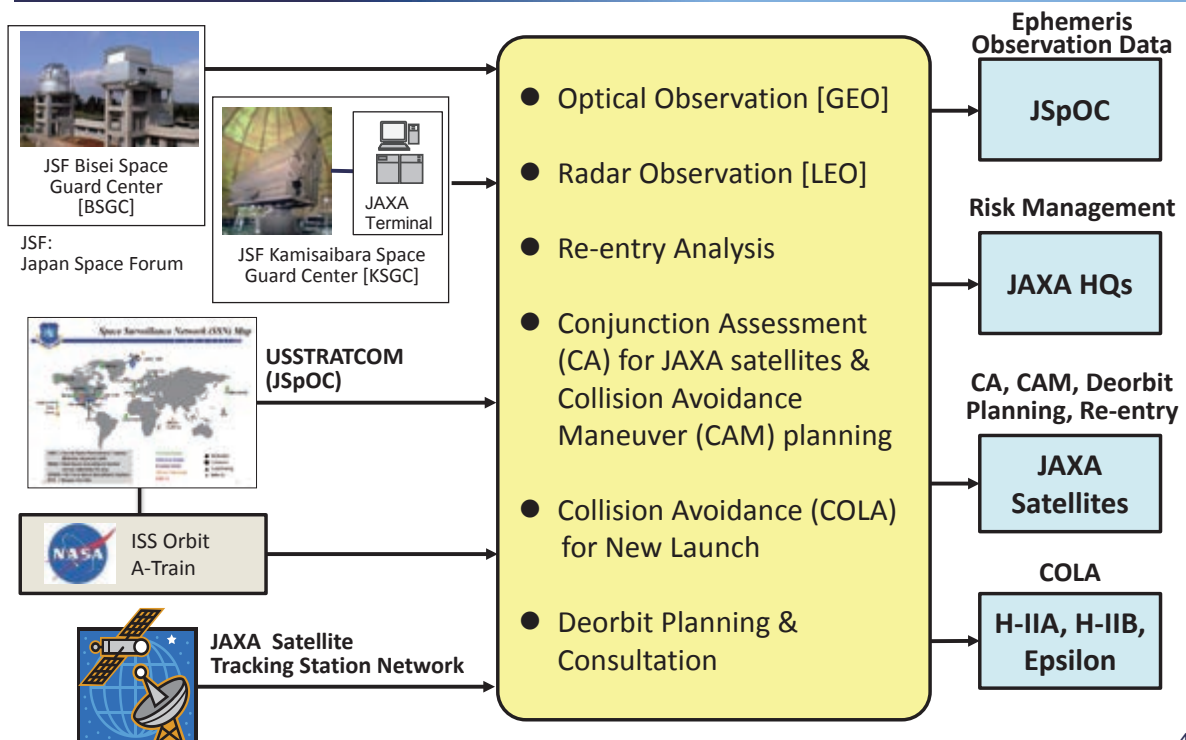 JSF Bisei Space
Guard Center
[BSGC]
JSF:
Japan Space Forum
JAXA
Terminal
JSF Kamisaibara Space
Guard Center [KSGC]
Space Surveillance Network (SSN) Map
USSTRATCOM
(JSpOC)
NASA
ISS Orbit
A-Train
JAXA Satellite
Tracking Station Network
● Optical Observation [GEO]
● Radar Observation [LEO]
● Re-entry Analysis
● Conjunction Assessment
(CA) for JAXA satellites &
Collision Avoidance
Maneuver (CAM) planning
● Collision Avoidance (COLA)
for New Launch
● Deorbit Planning &
Consultation
Ephemeris
Observation Data
JSpOC
Risk Management
JAXA HQs
CA, CAM, Deorbit
Planning, Re-entry
JAXA
Satellites
COLA
H-IIA, H-IIB,
Epsilon